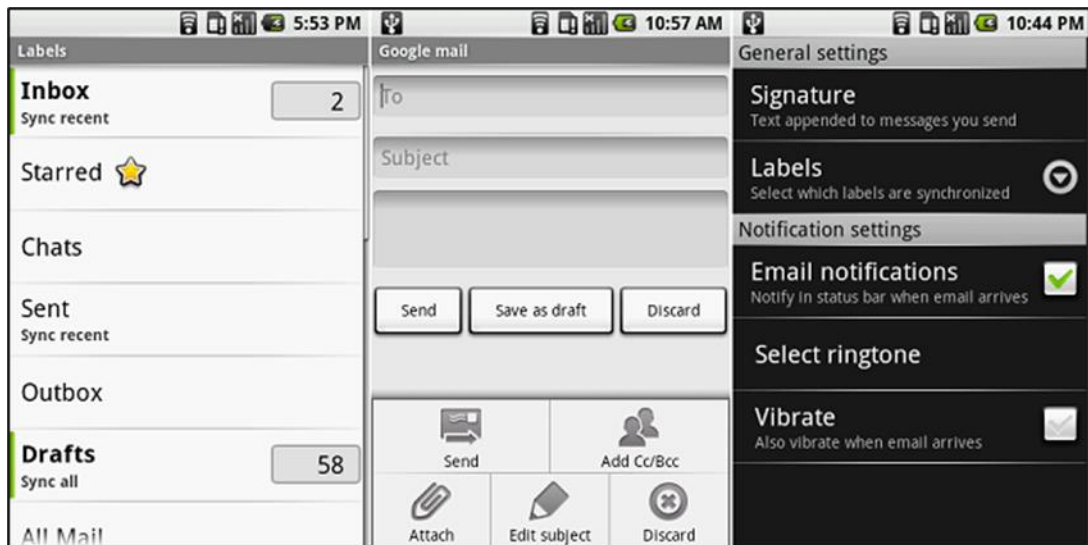 5:53 PM
Labels
Inbox
2
Sync recent
Starred
Chats
Sent
Sync recent
Outbox
Drafts
58
Sync all
All Mail
10:57 AM
Google mail
To
Subject
Send
Save as draft
Discard
Send
Add Cc/Bcc
Attach
Edit subject
Discard
10:44 PM
General settings
Signature
Text appended to messages you send
Labels
Select which labels are synchronized
Notification settings
Email notifications
Notify in status bar when email arrives
Select ringtone
Vibrate
Also vibrate when email arrives